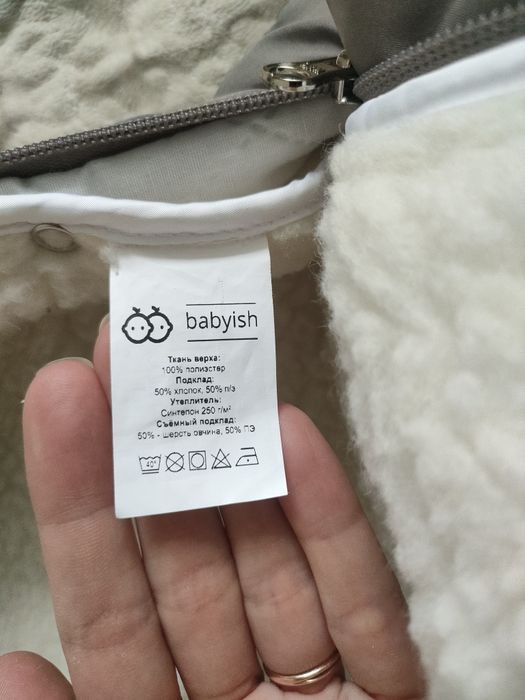 babyish
Ткань верха:
100% полиэстер
Подклад:
50% хлопок, 50% п/э
Утеплитель:
Синтепон 250 г/м²
Съёмный подклад:
50% - шерсть овчина, 50% ПЭ
40°